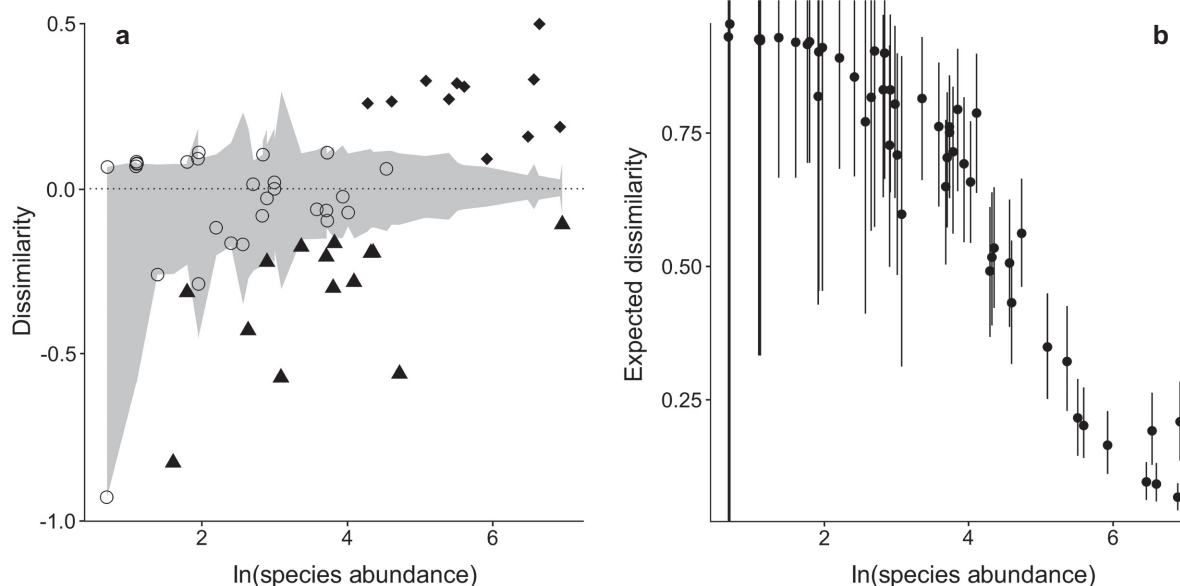 a
0.5
0.0
-0.5
-1.0
Dissimilarity
2
4
6
ln(species abundance)
b
0.75
0.50
0.25
Expected dissimilarity
2
4
6
ln(species abundance)